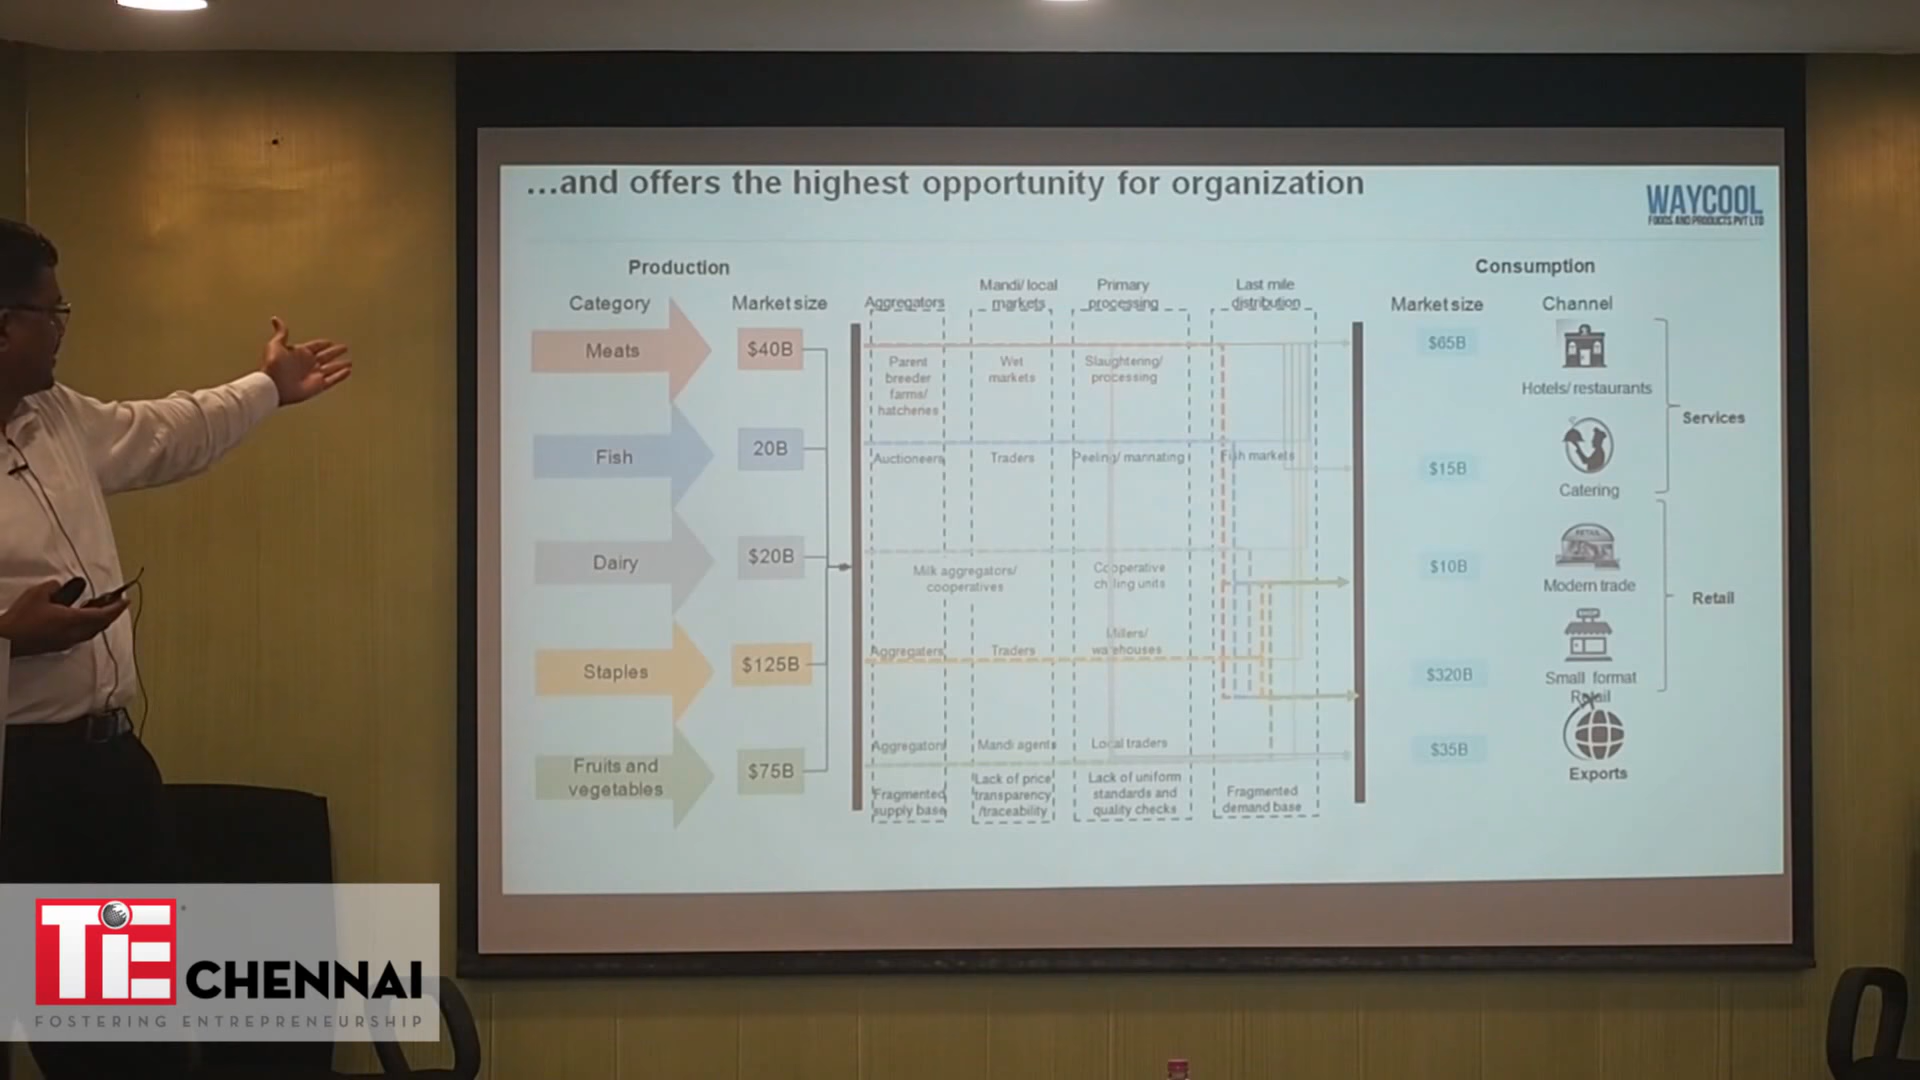 ...and offers the highest opportunity for organization
WAYCOOL
FOODS AND PRODUCTS PVT LTD
Production
Consumption
Category
Market size
Aggregators
Mandi/ local
markets
Primary
processing
Last mile
distribution
Market size
Channel
Meats
$40B
Parent
breeder
farms/
hatcheries
Wet
markets
Slaughtering/
processing
$65B
Hotels/ restaurants
Services
Fish
20B
Auctioneers
Traders
Peeling/ marinating
Fish markets
$15B
Catering
Dairy
$20B
Milk aggregators/
cooperatives
Cooperative
chilling units
$10B
RETAIL
Modern trade
Retail
Staples
$125B
Aggregaters
Traders
Millers/
warehouses
$320B
SHOP
Small format
Retail
Fruits and
vegetables
$75B
Aggregators
Mandi agents
Local traders
$35B
Exports
Fragmented
supply base
Lack of price
transparency
/traceability
Lack of uniform
standards and
quality checks
Fragmented
demand base
TiE CHENNAI
FOSTERING ENTREPRENEURSHIP